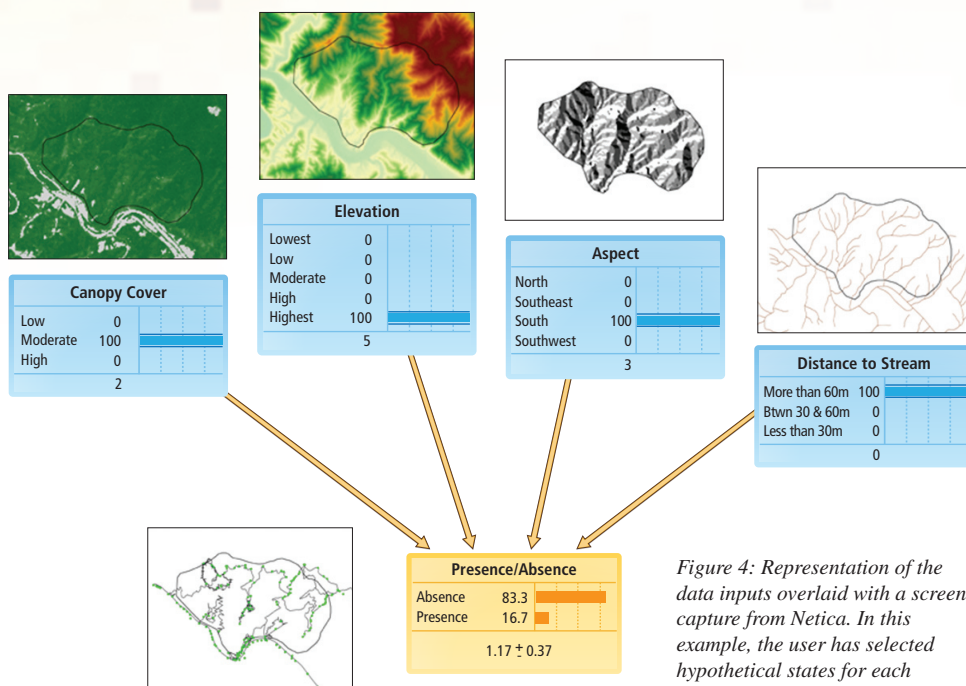 Elevation
Lowest 0
Low 0
Moderate 0
High 0
Highest 100
5
Aspect
North 0
Southeast 0
South 100
Southwest 0
3
Canopy Cover
Low 0
Moderate 100
High 0
2
Distance to Stream
More than 60m 100
Btwn 30 & 60m 0
Less than 30m 0
0
Presence/Absence
Absence 83.3
Presence 16.7
1.17 ± 0.37
Figure 4: Representation of the
data inputs overlaid with a screen
capture from Netica. In this
example, the user has selected
hypothetical states for each